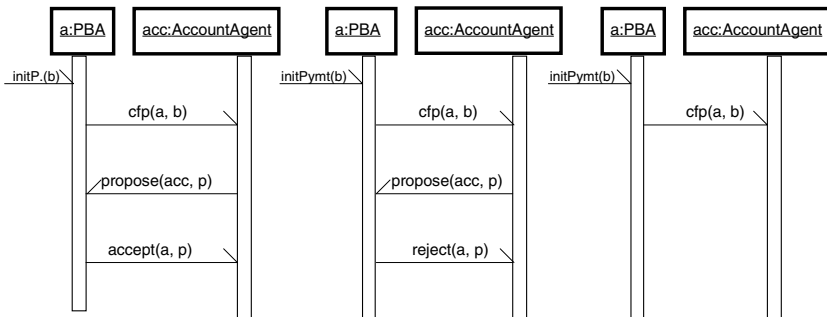 a:PBA
acc:AccountAgent
a:PBA
acc:AccountAgent
a:PBA
acc:AccountAgent
initP.(b)
initPymt(b)
initPymt(b)
cfp(a, b)
cfp(a, b)
cfp(a, b)
propose(acc, p)
propose(acc, p)
accept(a, p)
reject(a, p)